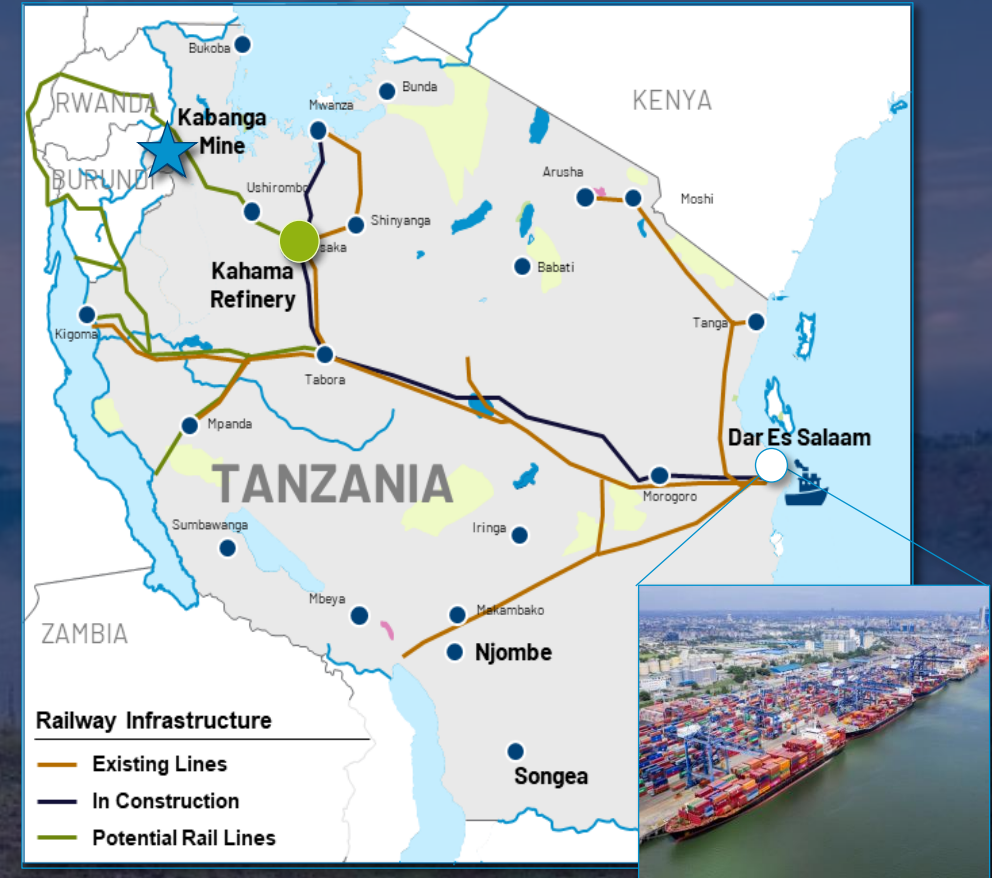 Bukoba
Bunda
KENYA
RWANDA
Mwanza
Kabanga
Mine
BURUNDI
Arusha
Moshi
Ushirombo
Shinyanga
saka
Babati
Kahama
Refinery
Kigoma
Tanga
Tabora
Mpanda
Dar Es Salaam
TANZANIA
Morogoro
Sumbawanga
Iringa
Mbeya
Makambako
ZAMBIA
Njombe
Railway Infrastructure
Existing Lines
In Construction
Potential Rail Lines
Songea